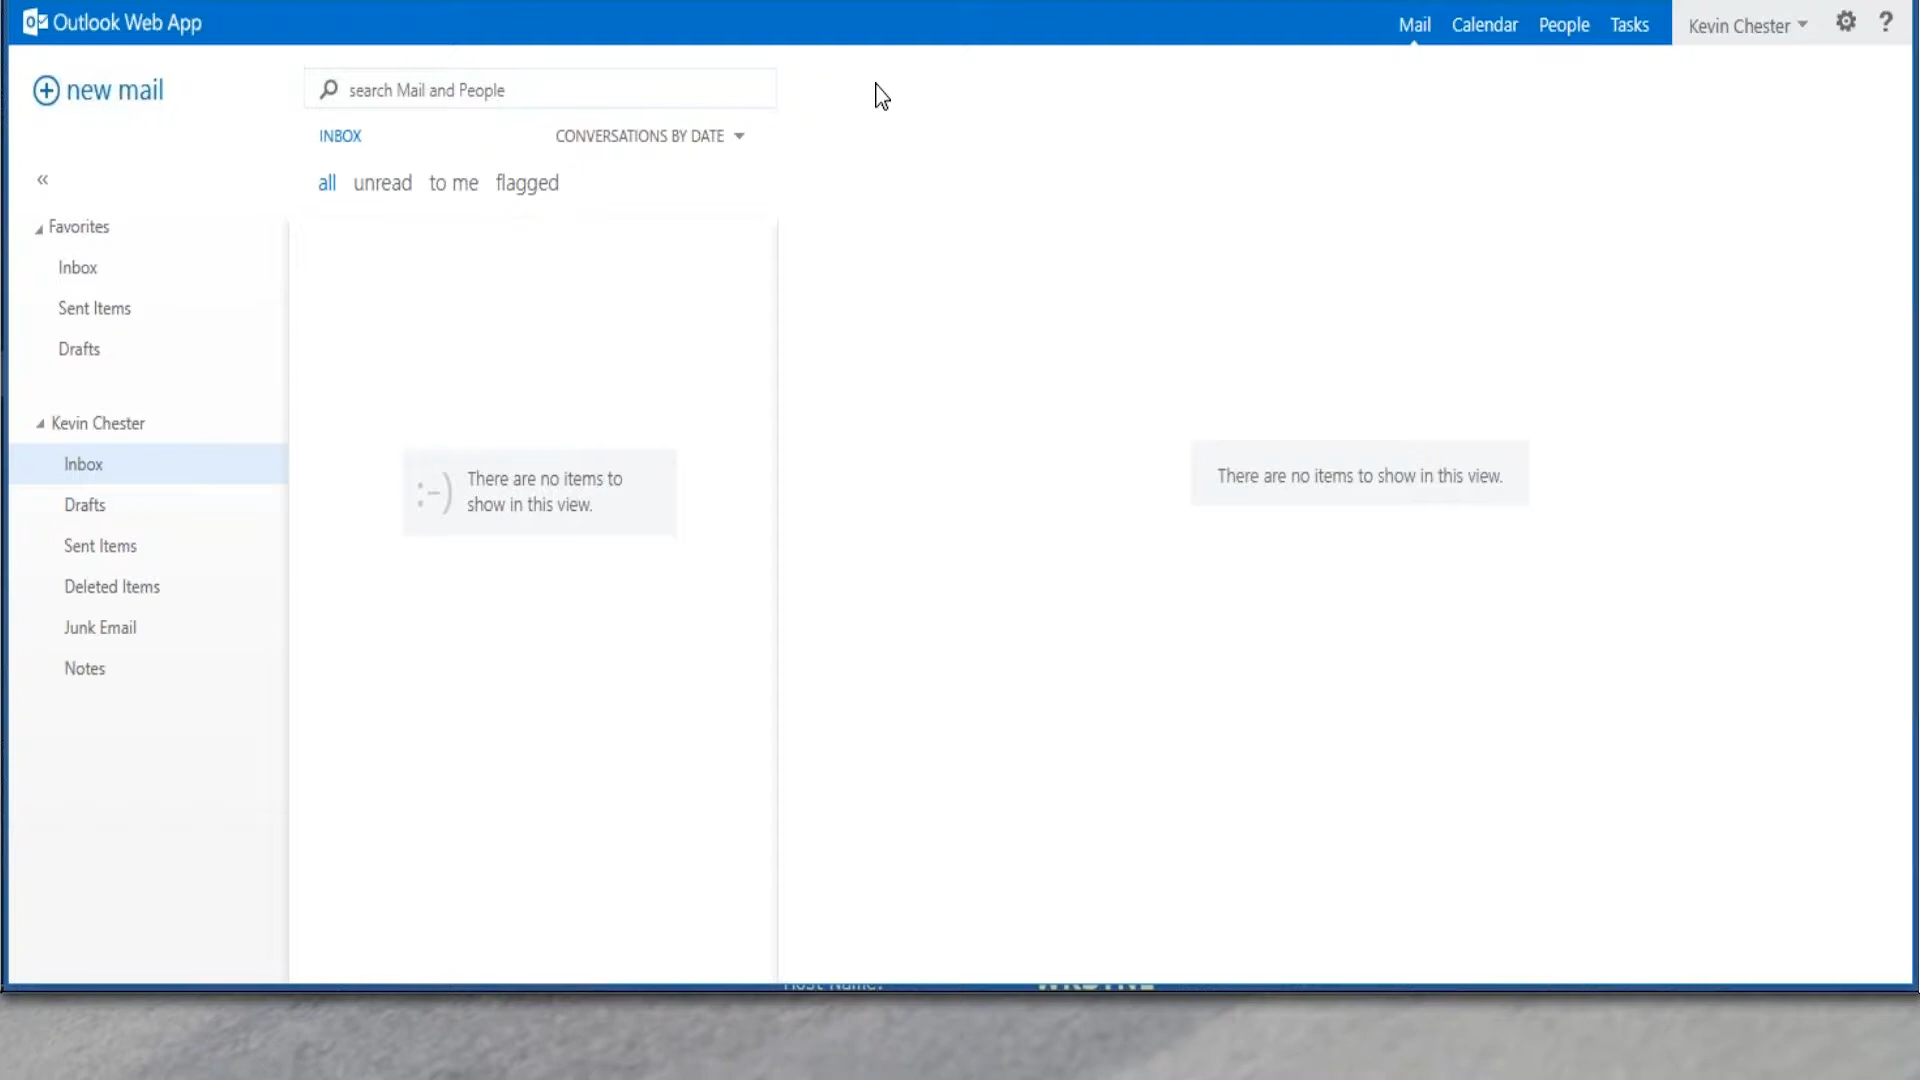 Outlook Web App
Mail Calendar People Tasks Kevin Chester ?
new mail
search Mail and People
INBOX CONVERSATIONS BY DATE
«
all unread to me flagged
Favorites
Inbox
Sent Items
Drafts
Kevin Chester
Inbox
Drafts
Sent Items
Deleted Items
Junk Email
Notes
:-) There are no items to
show in this view.
There are no items to show in this view.
Host Name: